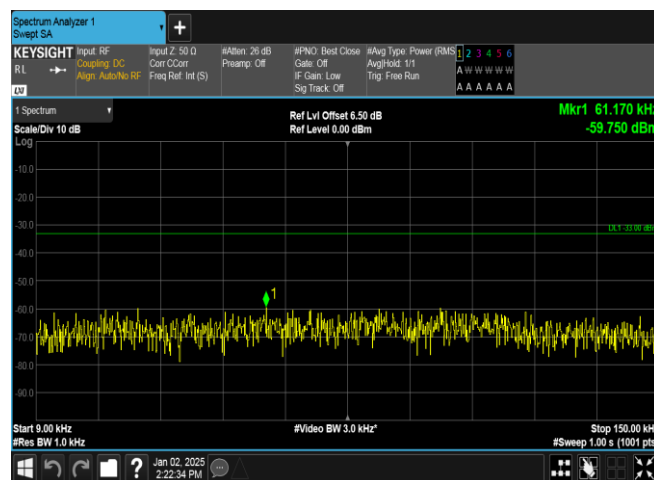 Spectrum Analyzer 1
Swept SA
+
KEYSIGHT Input: RF Input Z: 50 Ω #Atten: 26 dB #PNO: Best Close #Avg Type: Power (RMS 1 2 3 4 5 6
R L Coupling: DC Corr CCorr Preamp: Off Gate: Off Avg|Hold: 1/1 A W W W W W
Align: Auto/No RF Freq Ref: Int (S) IF Gain: Low Trig: Free Run
LXI Sig Track: Off A A A A A A
1 Spectrum Ref Lvl Offset 6.50 dB Mkr1 61.170 kHz
Scale/Div 10 dB Ref Level 0.00 dBm -59.750 dBm
Log
-10.0
-20.0
-30.0
DL1 -33.00 dBm
-40.0
-50.0
1
-60.0
-70.0
-80.0
-90.0
Start 9.00 kHz #Video BW 3.0 kHz* Stop 150.00 kH
#Res BW 1.0 kHz #Sweep 1.00 s (1001 pts
? Jan 02, 2025
2:22:34 PM